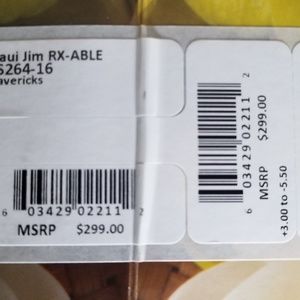 aui Jim RX-ABLE
S264-16
avericks
6 03429 02211 2
MSRP $299.00
6 03429 02211 2
MSRP $299.00
+3.00 to -5.50